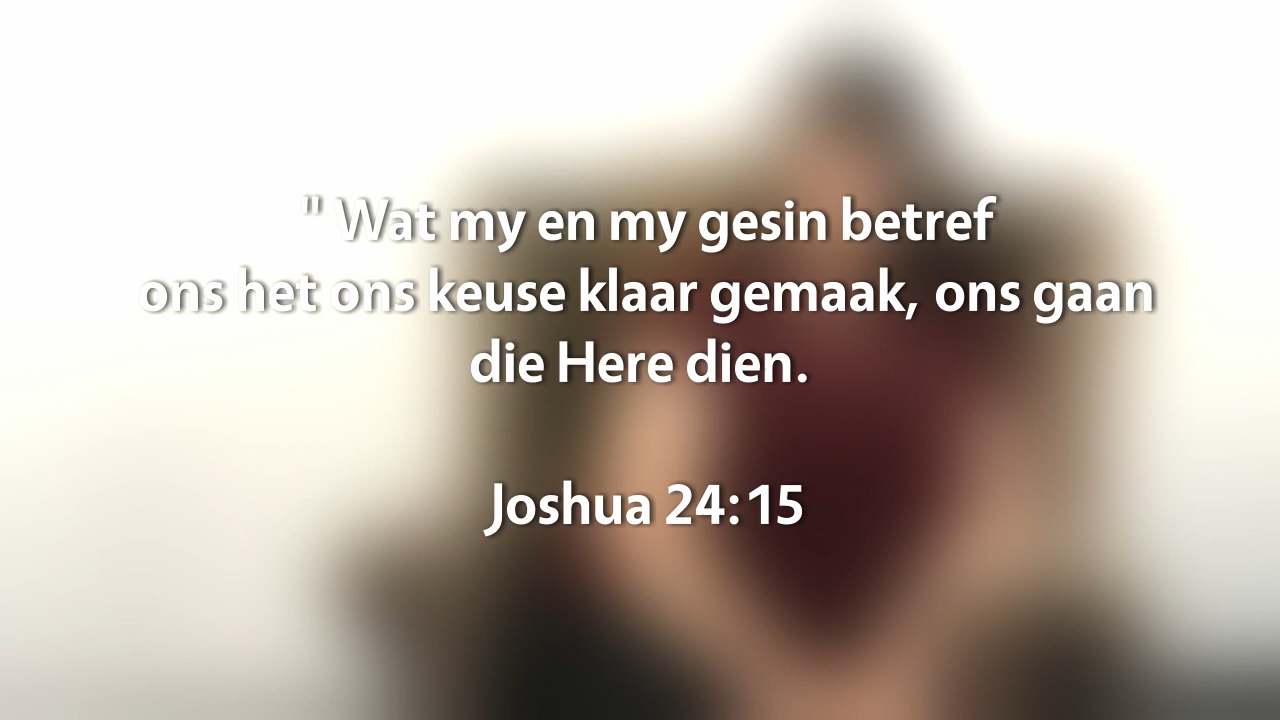 " Wat my en my gesin betref
ons het ons keuse klaar gemaak, ons gaan
die Here dien.
Joshua 24:15